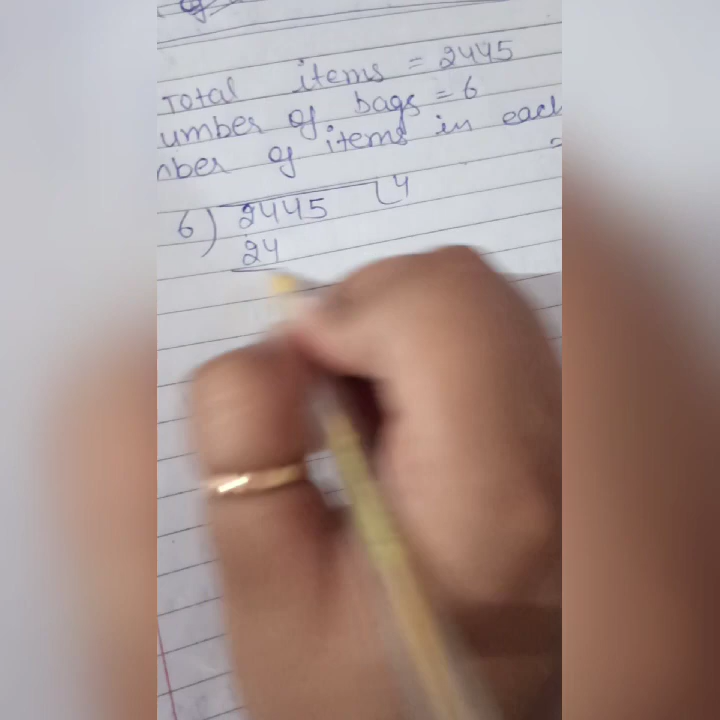 Total items = 2445
umber of bags = 6
nber of items in each
=
6) 2445 (4
24